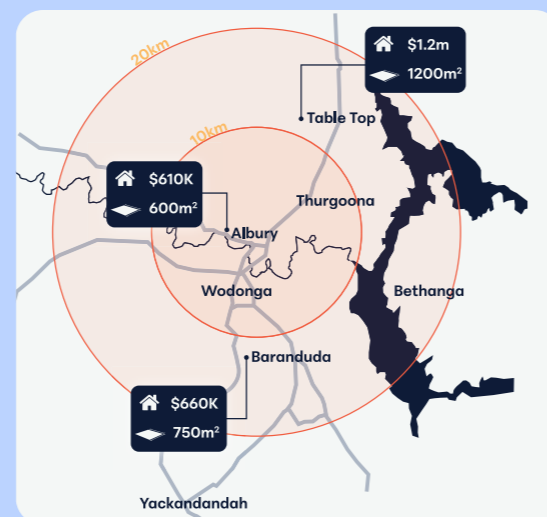 20km
$1.2m
1200m²
Table Top
10km
$610K
600m²
Thurgoona
Albury
Wodonga
Bethanga
Baranduda
$660K
750m²
Yackandandah